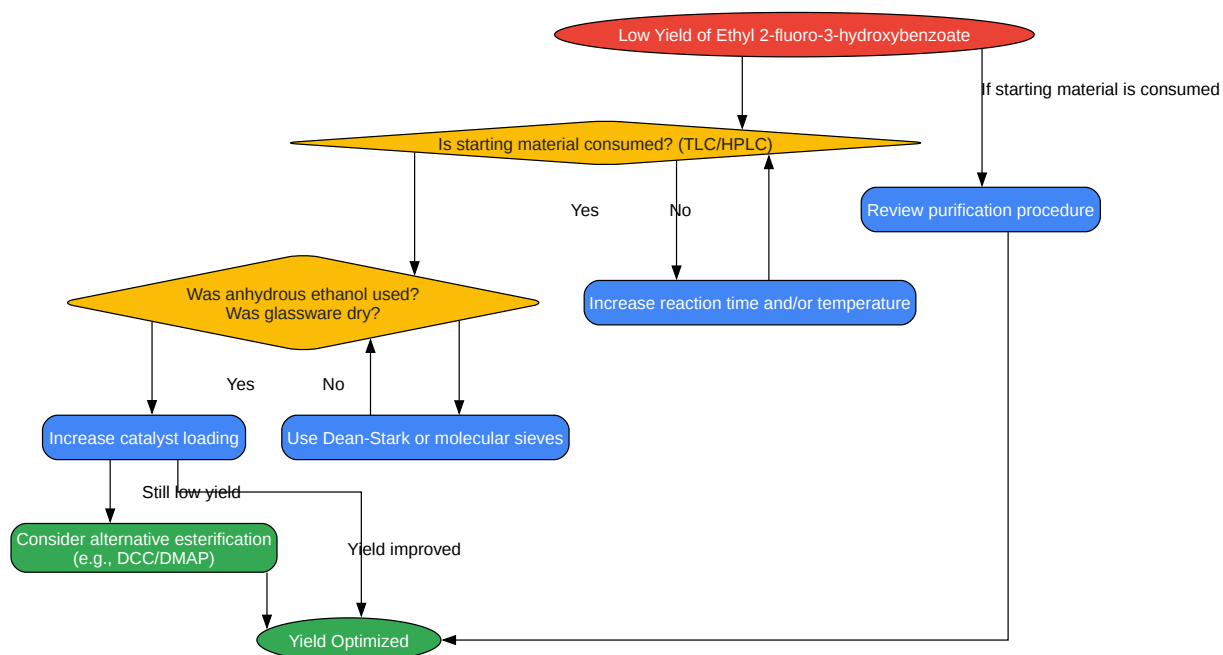 Low Yield of Ethyl 2-fluoro-3-hydroxybenzoate
If starting material is consumed
Is starting material consumed? (TLC/HPLC)
Yes
No
Review purification procedure
Was anhydrous ethanol used?
Was glassware dry?
Increase reaction time and/or temperature
Yes
No
Increase catalyst loading
Use Dean-Stark or molecular sieves
Still low yield
Consider alternative esterification
(e.g., DCC/DMAP)
Yield improved
Yield Optimized